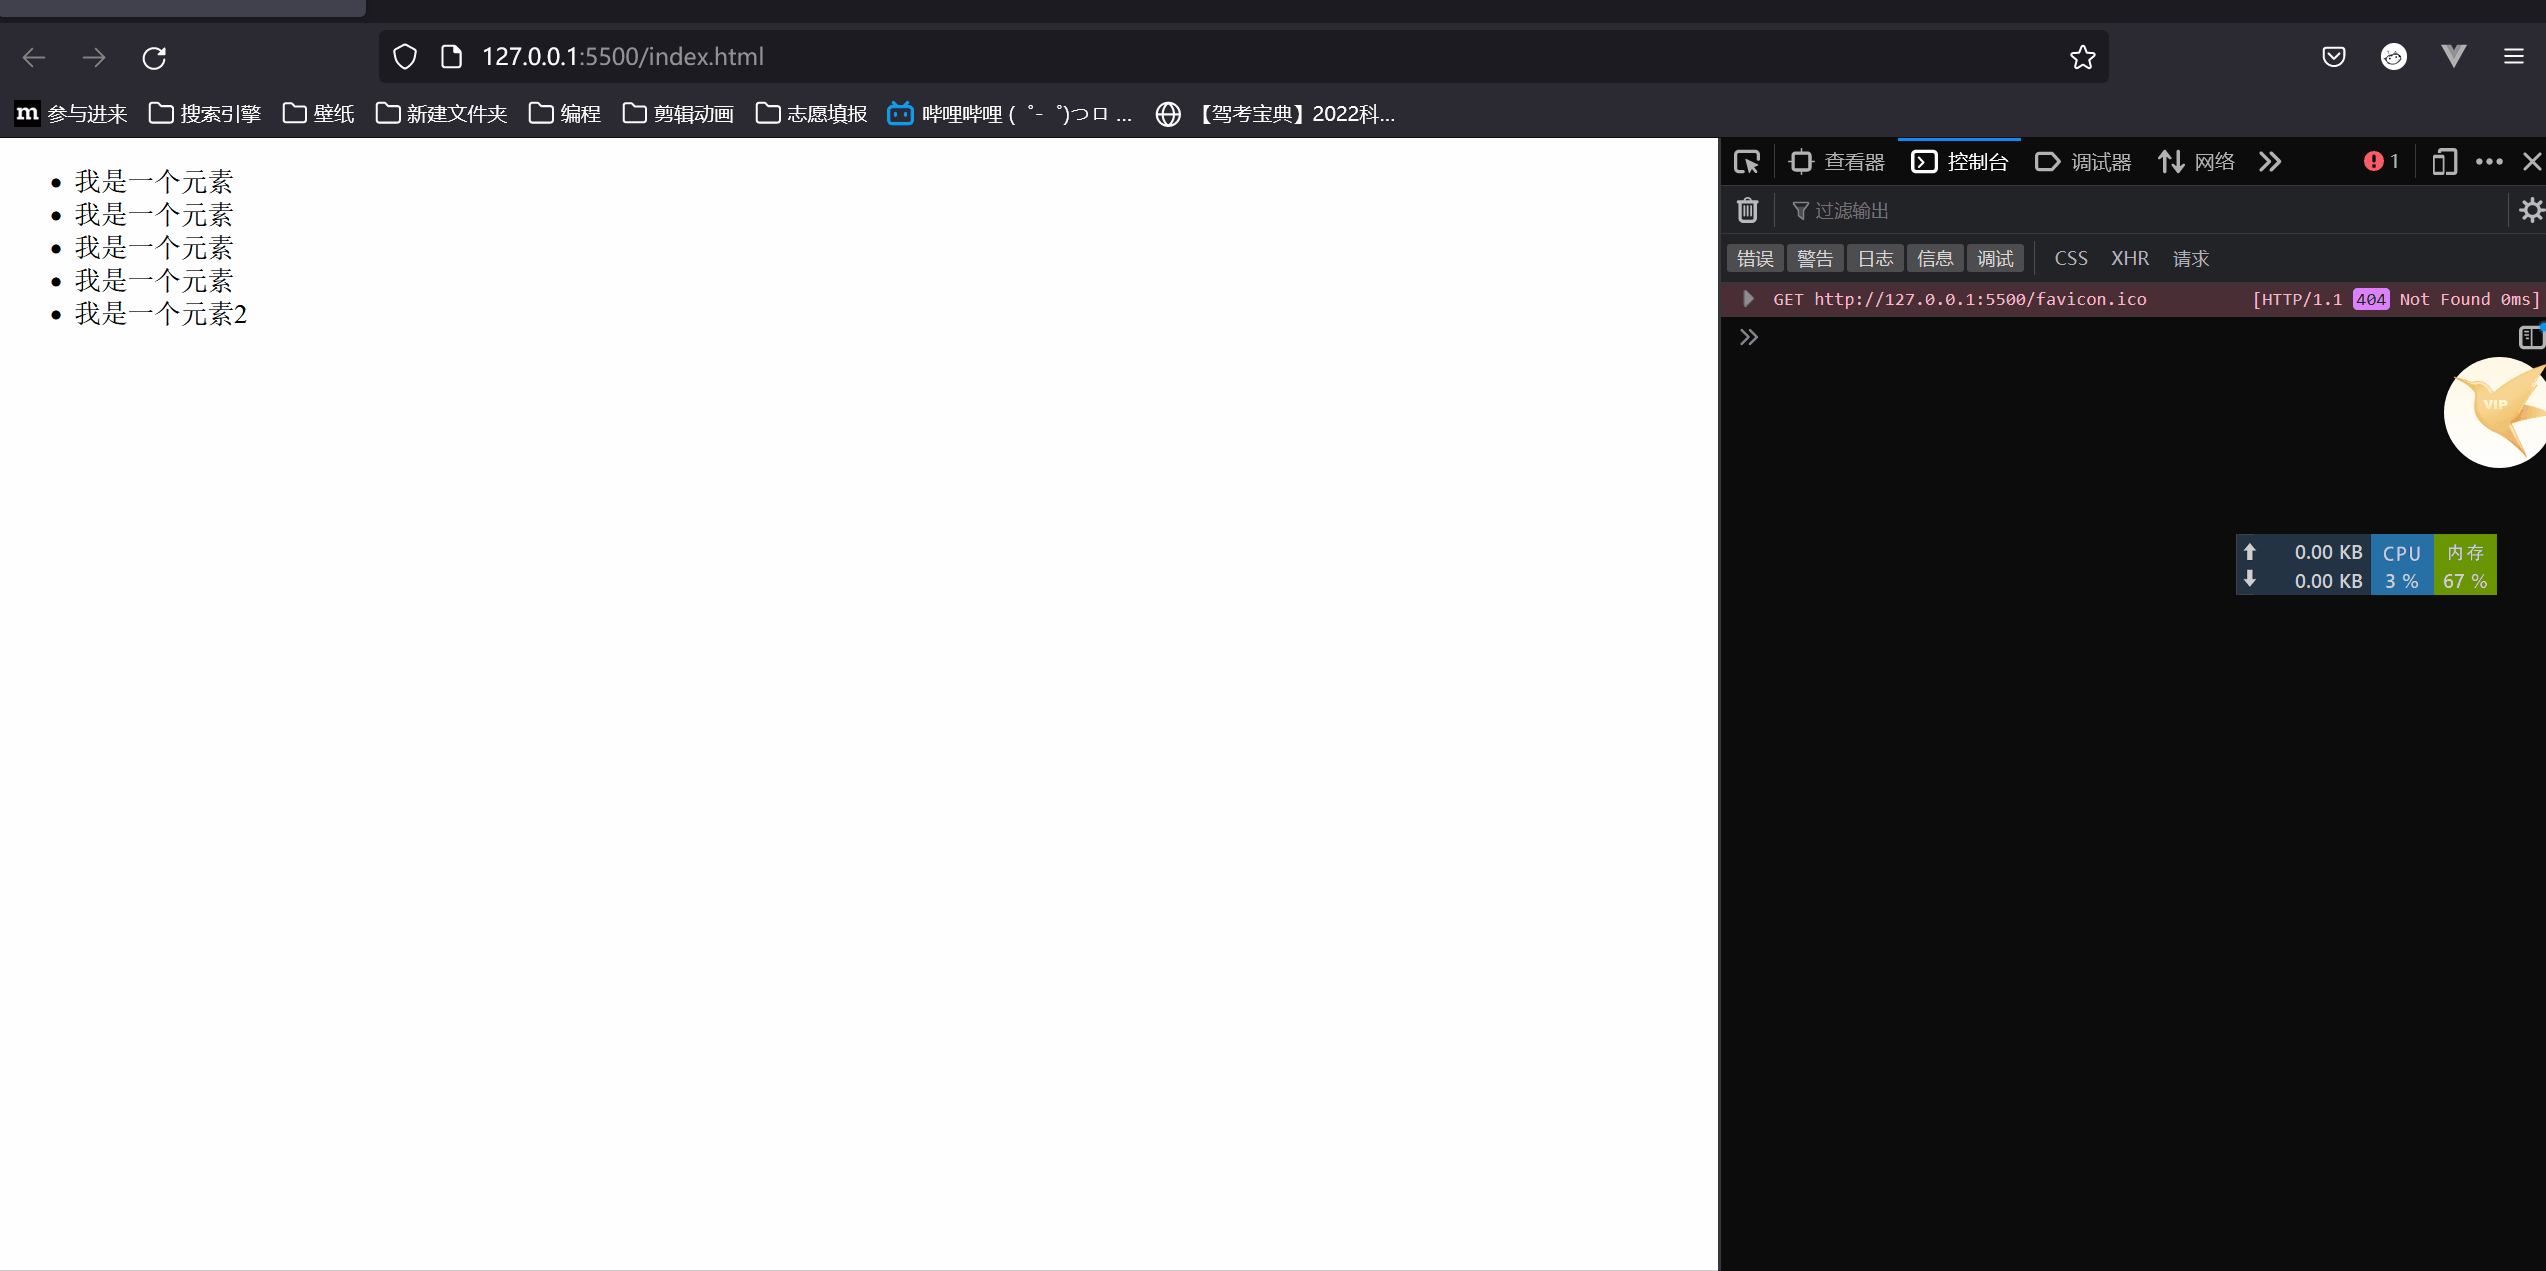 127.0.0.1:5500/index.html
m 参与进来 搜索引擎 壁纸 新建文件夹 编程 剪辑动画 志愿填报 哔哩哔哩 ( ゜- ゜)つロ ... 【驾考宝典】2022科...
我是一个元素
我是一个元素
我是一个元素
我是一个元素
我是一个元素2
查看器 控制台 调试器 网络 1
过滤输出
错误 警告 日志 信息 调试 CSS XHR 请求
GET http://127.0.0.1:5500/favicon.ico [HTTP/1.1 404 Not Found 0ms]
VIP
0.00 KB CPU 内存
0.00 KB 3 % 67 %